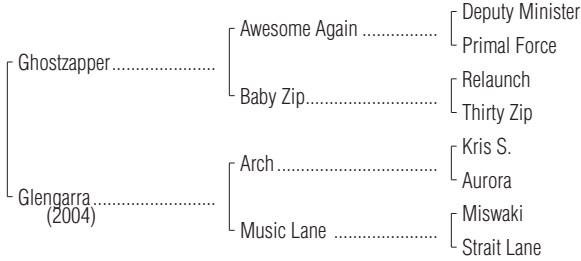 Deputy Minister
Awesome Again ................
Primal Force
Ghostzapper......................
Relaunch
Baby Zip............................
Thirty Zip
Kris S.
Arch..................................
Aurora
Glengarra..........................
(2004)
Miswaki
Music Lane ......................
Strait Lane